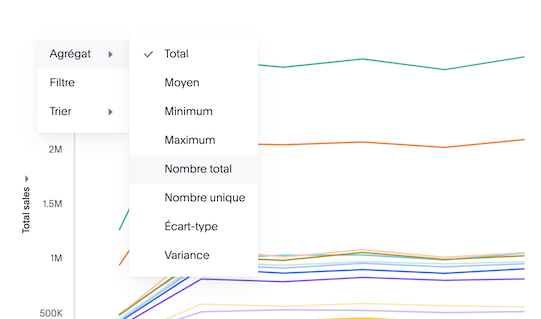 Agrégat
Filtre
Trier
Total
Moyen
Minimum
Maximum
Nombre total
Nombre unique
Écart-type
Variance
Total sales
2M
1.5M
1M
500K